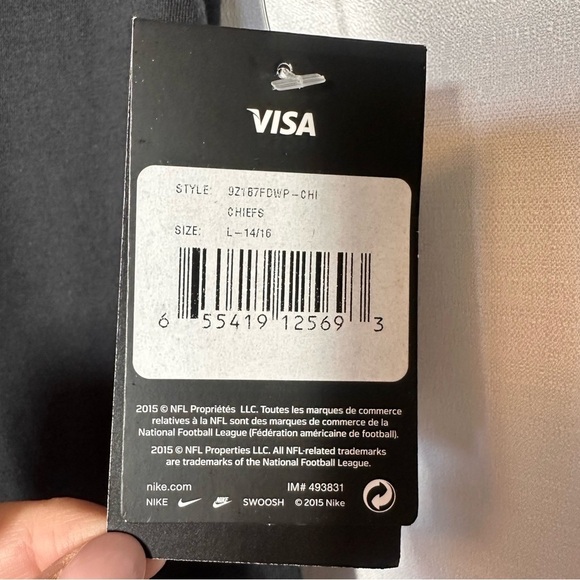 VISA
STYLE: 9Z187FDWP-CHI
CHIEFS
SIZE: L-14/16
6 55419 12569 3
2015 © NFL Propriétés LLC. Toutes les marques de commerce
relatives à la NFL sont des marques de commerce de la
National Football League (Fédération américaine de football).
2015 © NFL Properties LLC. All NFL-related trademarks
are trademarks of the National Football League.
nike.com IM# 493831
NIKE NIKE SWOOSH © 2015 Nike